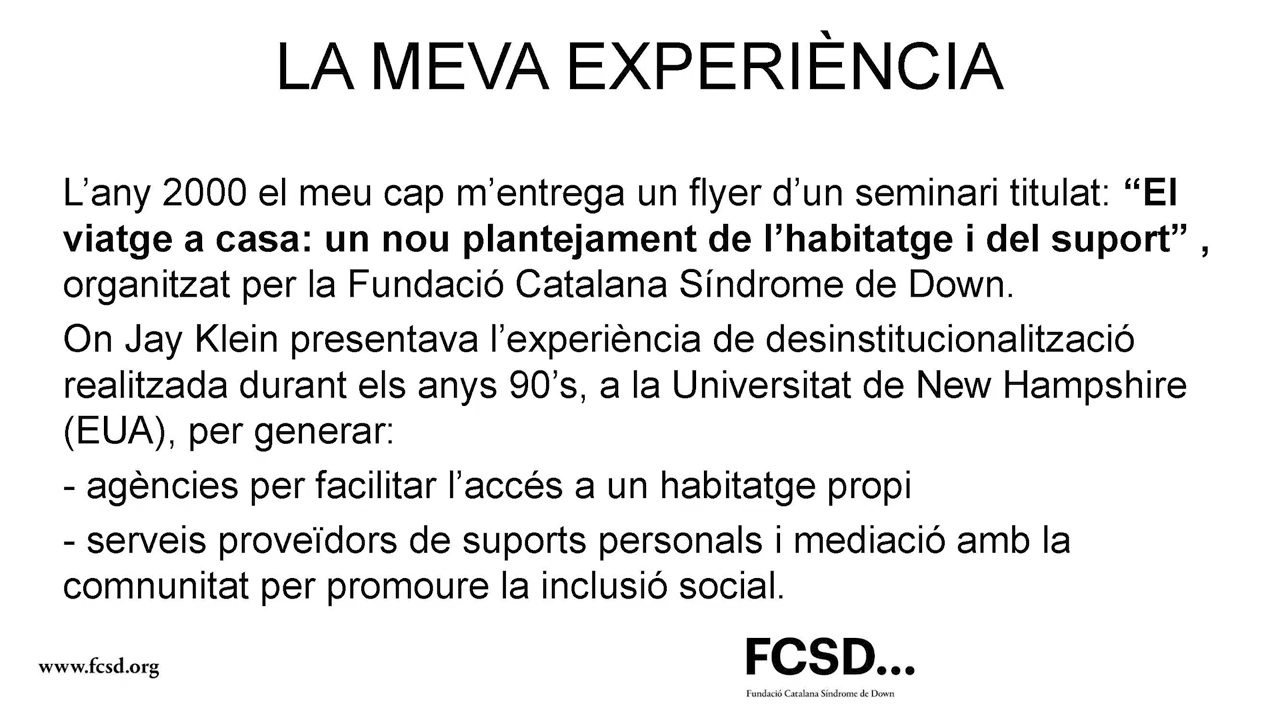 LA MEVA EXPERIÈNCIA
L’any 2000 el meu cap m’entrega un flyer d’un seminari titulat: “El
viatge a casa: un nou plantejament de l’habitatge i del suport” ,
organitzat per la Fundació Catalana Síndrome de Down.
On Jay Klein presentava l’experiència de desinstitucionalització
realitzada durant els anys 90’s, a la Universitat de New Hampshire
(EUA), per generar:
- agències per facilitar l’accés a un habitatge propi
- serveis proveïdors de suports personals i mediació amb la
comnunitat per promoure la inclusió social.
www.fcsd.org
FCSD...
Fundació Catalana Síndrome de Down